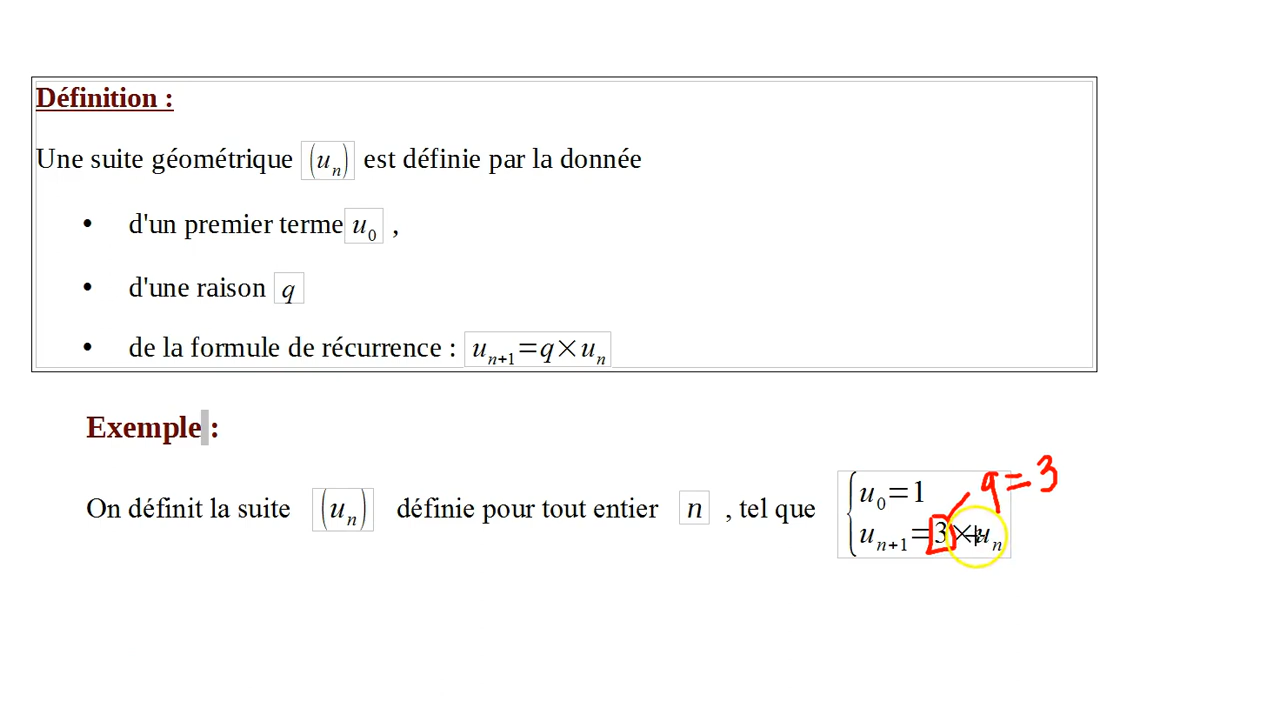 Définition :
Une suite géométrique (uₙ) est définie par la donnée
• d'un premier terme u₀ ,
• d'une raison q
• de la formule de récurrence : uₙ₊₁=q×uₙ
Exemple :
q=3
On définit la suite (uₙ) définie pour tout entier n , tel que { u₀=1
uₙ₊₁=3×uₙ